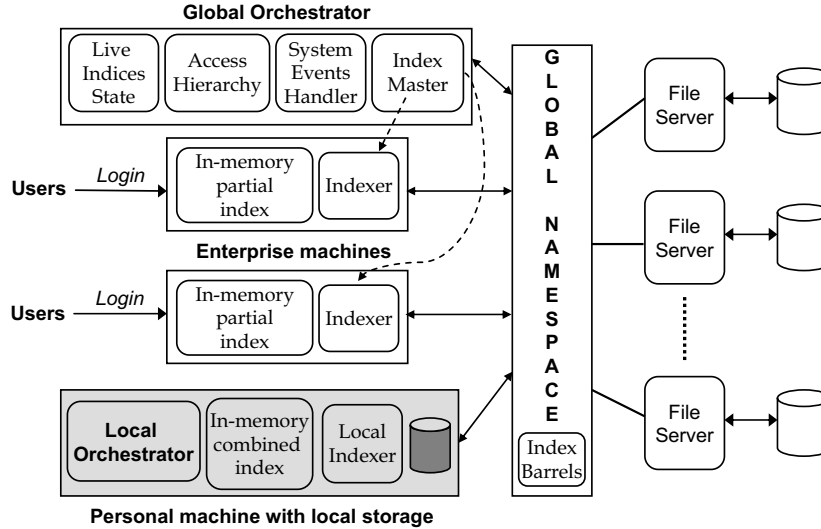 Global Orchestrator
Live
Indices
State
Access
Hierarchy
System
Events
Handler
Index
Master
Users
Login
In-memory
partial
index
Indexer
Enterprise machines
Users
Login
In-memory
partial
index
Indexer
Local
Orchestrator
In-memory
combined
index
Local
Indexer
Personal machine with local storage
G
L
O
B
A
L
N
A
M
E
S
P
A
C
E
Index
Barrels
File
Server
File
Server
File
Server